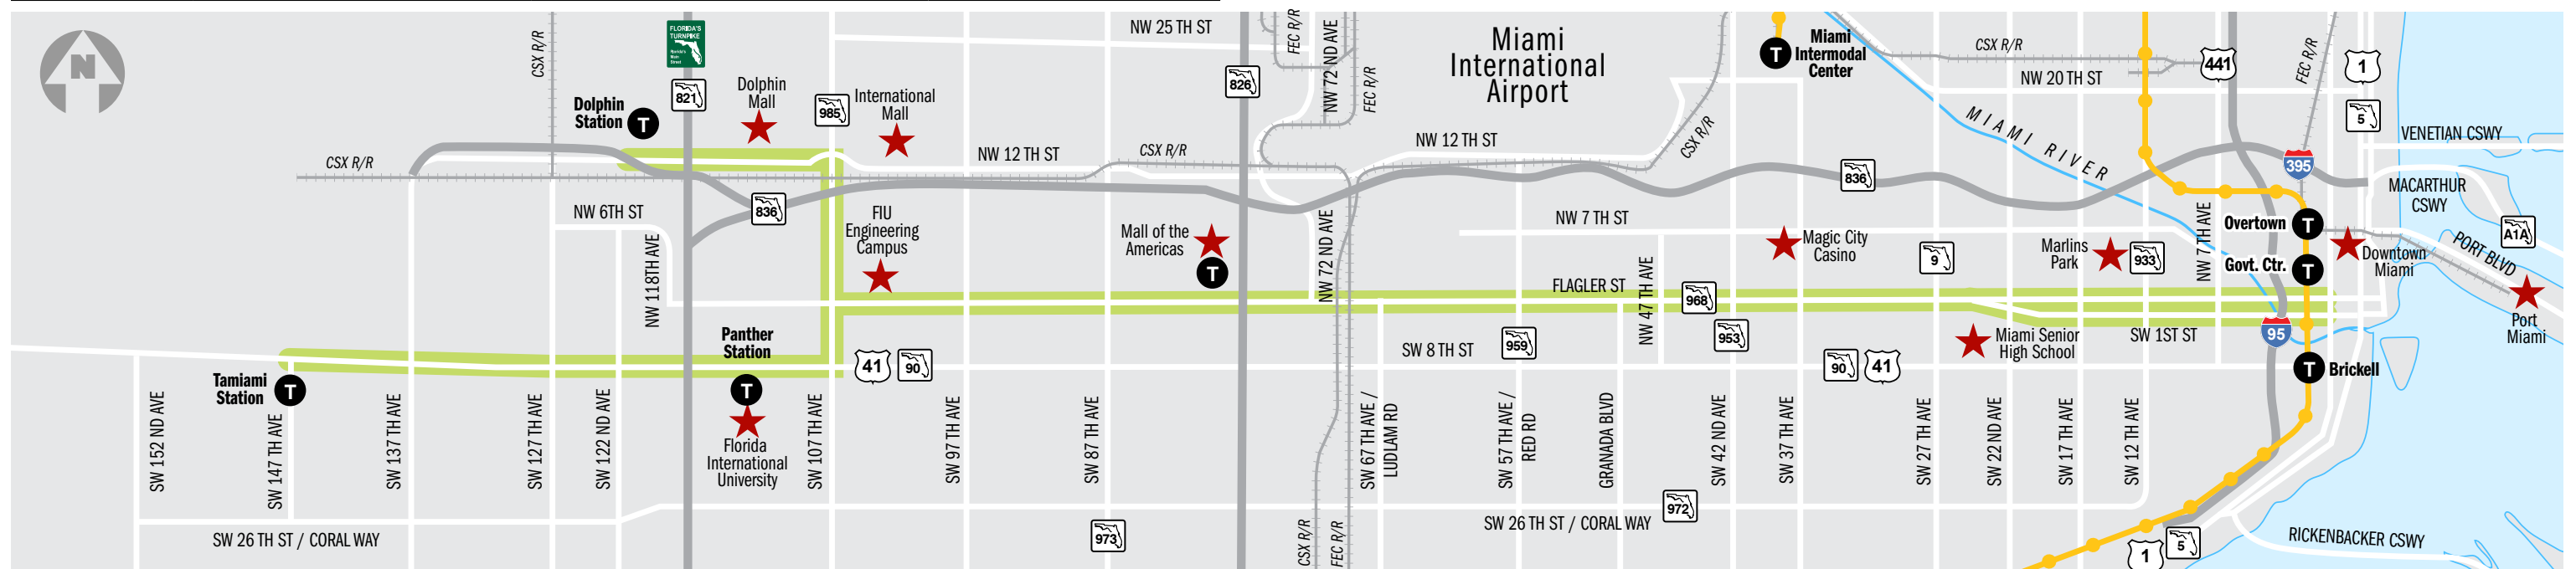 N
CSX R/R
FLORIDA'S
TURNPIKE
821
Dolphin
Station
T
Dolphin
Mall
985
International
Mall
NW 25 TH ST
826
FEC R/R
NW 72 ND AVE
FEC R/R
Miami
International
Airport
T
Miami
Intermodal
Center
CSX R/R
NW 20 TH ST
441
FEC R/R
1
5
VENETIAN CSWY
CSX R/R
NW 12 TH ST
CSX R/R
NW 12 TH ST
CSX R/R
836
MIAMI RIVER
395
MACARTHUR
CSWY
A1A
PORT BLVD
NW 6TH ST
NW 118TH AVE
836
FIU
Engineering
Campus
Mall of the
Americas
T
NW 72 ND AVE
NW 7 TH ST
NW 47 TH AVE
Magic City
Casino
9
Marlins
Park
933
NW 7 TH AVE
Overtown
T
Govt. Ctr.
T
Downtown
Miami
Port
Miami
FLAGLER ST
968
953
959
Miami Senior
High School
SW 1ST ST
95
Panther
Station
T
Tamiami
Station
T
41
90
SW 8 TH ST
90
41
T
Brickell
SW 152 ND AVE
SW 147 TH AVE
SW 137 TH AVE
SW 127 TH AVE
SW 122 ND AVE
Florida
International
University
SW 107 TH AVE
SW 97 TH AVE
SW 87 TH AVE
SW 67 TH AVE /
LUDLAM RD
SW 57 TH AVE /
RED RD
GRANADA BLVD
SW 42 ND AVE
SW 37 TH AVE
SW 27 TH AVE
SW 22 ND AVE
SW 17 TH AVE
SW 12 TH AVE
SW 26 TH ST / CORAL WAY
973
CSX R/R
FEC R/R
SW 26 TH ST / CORAL WAY
972
1
5
RICKENBACKER CSWY